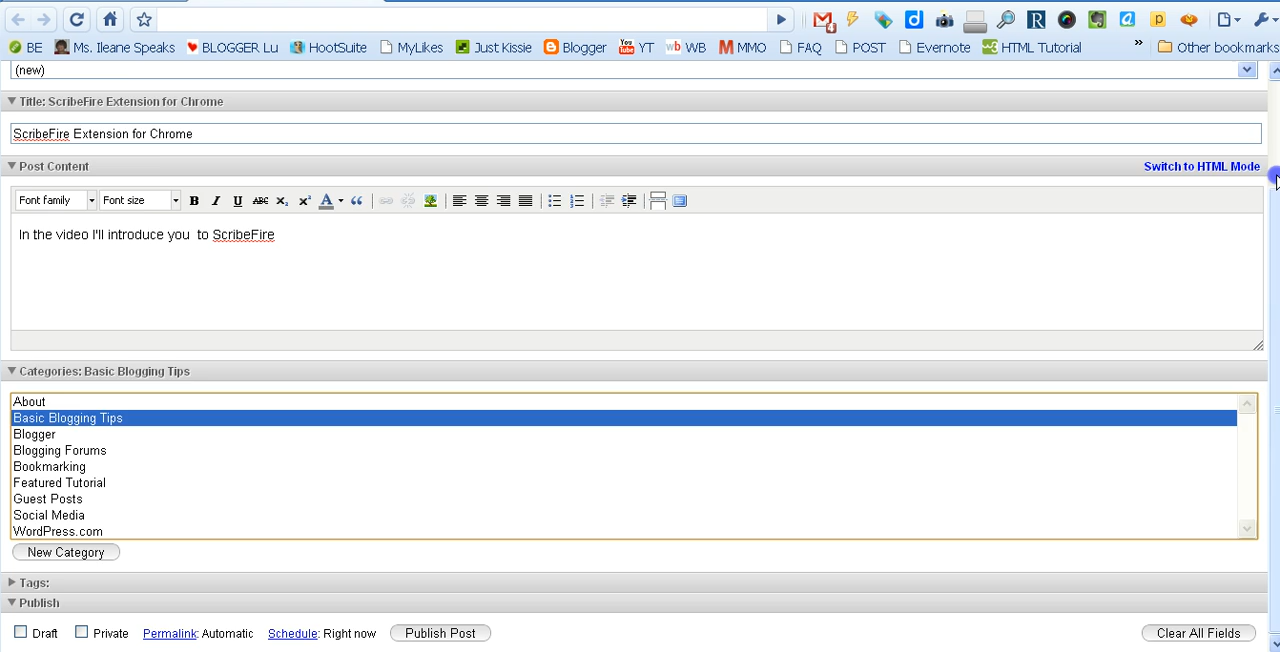 BE Ms. Ileane Speaks BLOGGER Lu HootSuite MyLikes Just Kissie Blogger YT WB MMO FAQ POST Evernote HTML Tutorial » Other bookmarks
(new)
Title: ScribeFire Extension for Chrome
ScribeFire Extension for Chrome
Post Content Switch to HTML Mode
Font family Font size B I U ABC X₂ X² A
In the video I'll introduce you  to ScribeFire
Categories: Basic Blogging Tips
About
Basic Blogging Tips
Blogger
Blogging Forums
Bookmarking
Featured Tutorial
Guest Posts
Social Media
WordPress.com
New Category
Tags:
Publish
Draft Private Permalink: Automatic Schedule: Right now Publish Post Clear All Fields